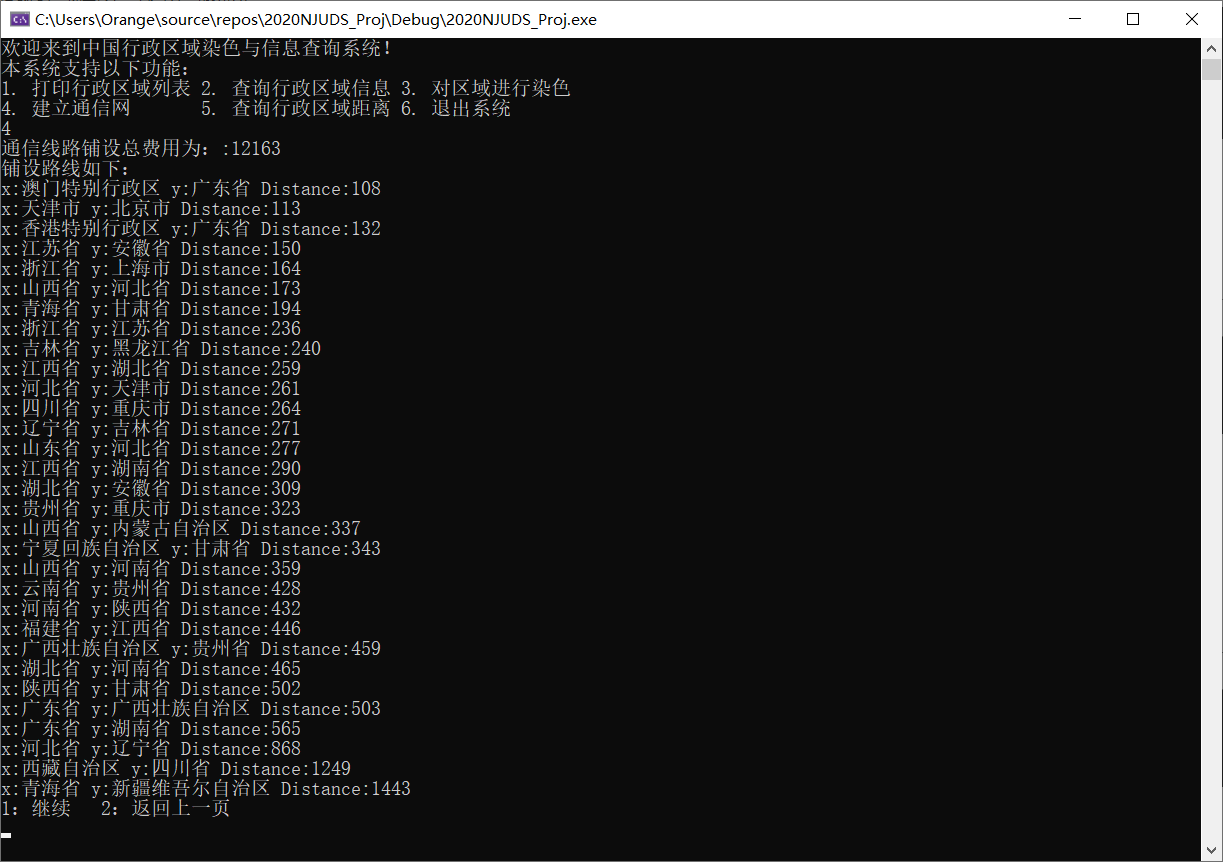 C:\Users\Orange\source\repos\2020NJUDS_Proj\Debug\2020NJUDS_Proj.exe
欢迎来到中国行政区域染色与信息查询系统！
本系统支持以下功能：
1. 打印行政区域列表 2. 查询行政区域信息 3. 对区域进行染色
4. 建立通信网 5. 查询行政区域距离 6. 退出系统
4
通信线路铺设总费用为：:12163
铺设路线如下：
x:澳门特别行政区 y:广东省 Distance:108
x:天津市 y:北京市 Distance:113
x:香港特别行政区 y:广东省 Distance:132
x:江苏省 y:安徽省 Distance:150
x:浙江省 y:上海市 Distance:164
x:山西省 y:河北省 Distance:173
x:青海省 y:甘肃省 Distance:194
x:浙江省 y:江苏省 Distance:236
x:吉林省 y:黑龙江省 Distance:240
x:江西省 y:湖北省 Distance:259
x:河北省 y:天津市 Distance:261
x:四川省 y:重庆市 Distance:264
x:辽宁省 y:吉林省 Distance:271
x:山东省 y:河北省 Distance:277
x:江西省 y:湖南省 Distance:290
x:湖北省 y:安徽省 Distance:309
x:贵州省 y:重庆市 Distance:323
x:山西省 y:内蒙古自治区 Distance:337
x:宁夏回族自治区 y:甘肃省 Distance:343
x:山西省 y:河南省 Distance:359
x:云南省 y:贵州省 Distance:428
x:河南省 y:陕西省 Distance:432
x:福建省 y:江西省 Distance:446
x:广西壮族自治区 y:贵州省 Distance:459
x:湖北省 y:河南省 Distance:465
x:陕西省 y:甘肃省 Distance:502
x:广东省 y:广西壮族自治区 Distance:503
x:广东省 y:湖南省 Distance:565
x:河北省 y:辽宁省 Distance:868
x:西藏自治区 y:四川省 Distance:1249
x:青海省 y:新疆维吾尔自治区 Distance:1443
1：继续 2：返回上一页